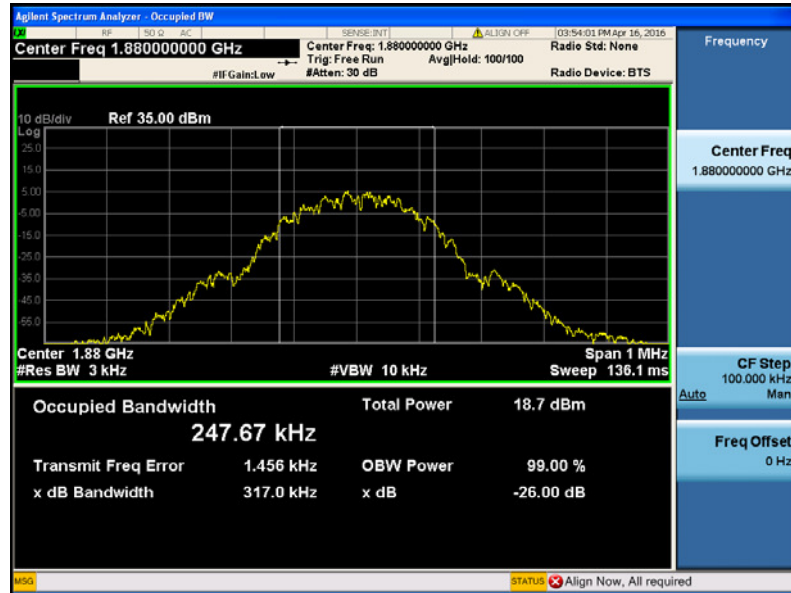 Agilent Spectrum Analyzer - Occupied BW
RF 50 Ω AC SENSE:INT ALIGN OFF 03:54:01 PM Apr 16, 2016
Center Freq 1.880000000 GHz
Center Freq: 1.880000000 GHz Radio Std: None
Trig: Free Run Avg|Hold: 100/100
#IFGain:Low #Atten: 30 dB Radio Device: BTS
Frequency
10 dB/div Ref 35.00 dBm
Log
25.0
15.0
5.00
-5.00
-15.0
-25.0
-35.0
-45.0
-55.0
Center 1.88 GHz Span 1 MHz
#Res BW 3 kHz #VBW 10 kHz Sweep 136.1 ms
Center Freq
1.880000000 GHz
CF Step
100.000 kHz
Auto Man
Freq Offset
0 Hz
Occupied Bandwidth Total Power 18.7 dBm
247.67 kHz
Transmit Freq Error 1.456 kHz OBW Power 99.00 %
x dB Bandwidth 317.0 kHz x dB -26.00 dB
MSG STATUS Align Now, All required